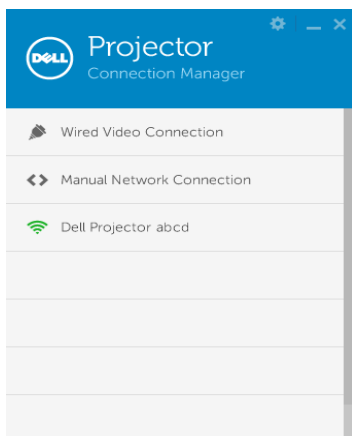 DELL
Projector
Connection Manager
Wired Video Connection
Manual Network Connection
Dell Projector abcd